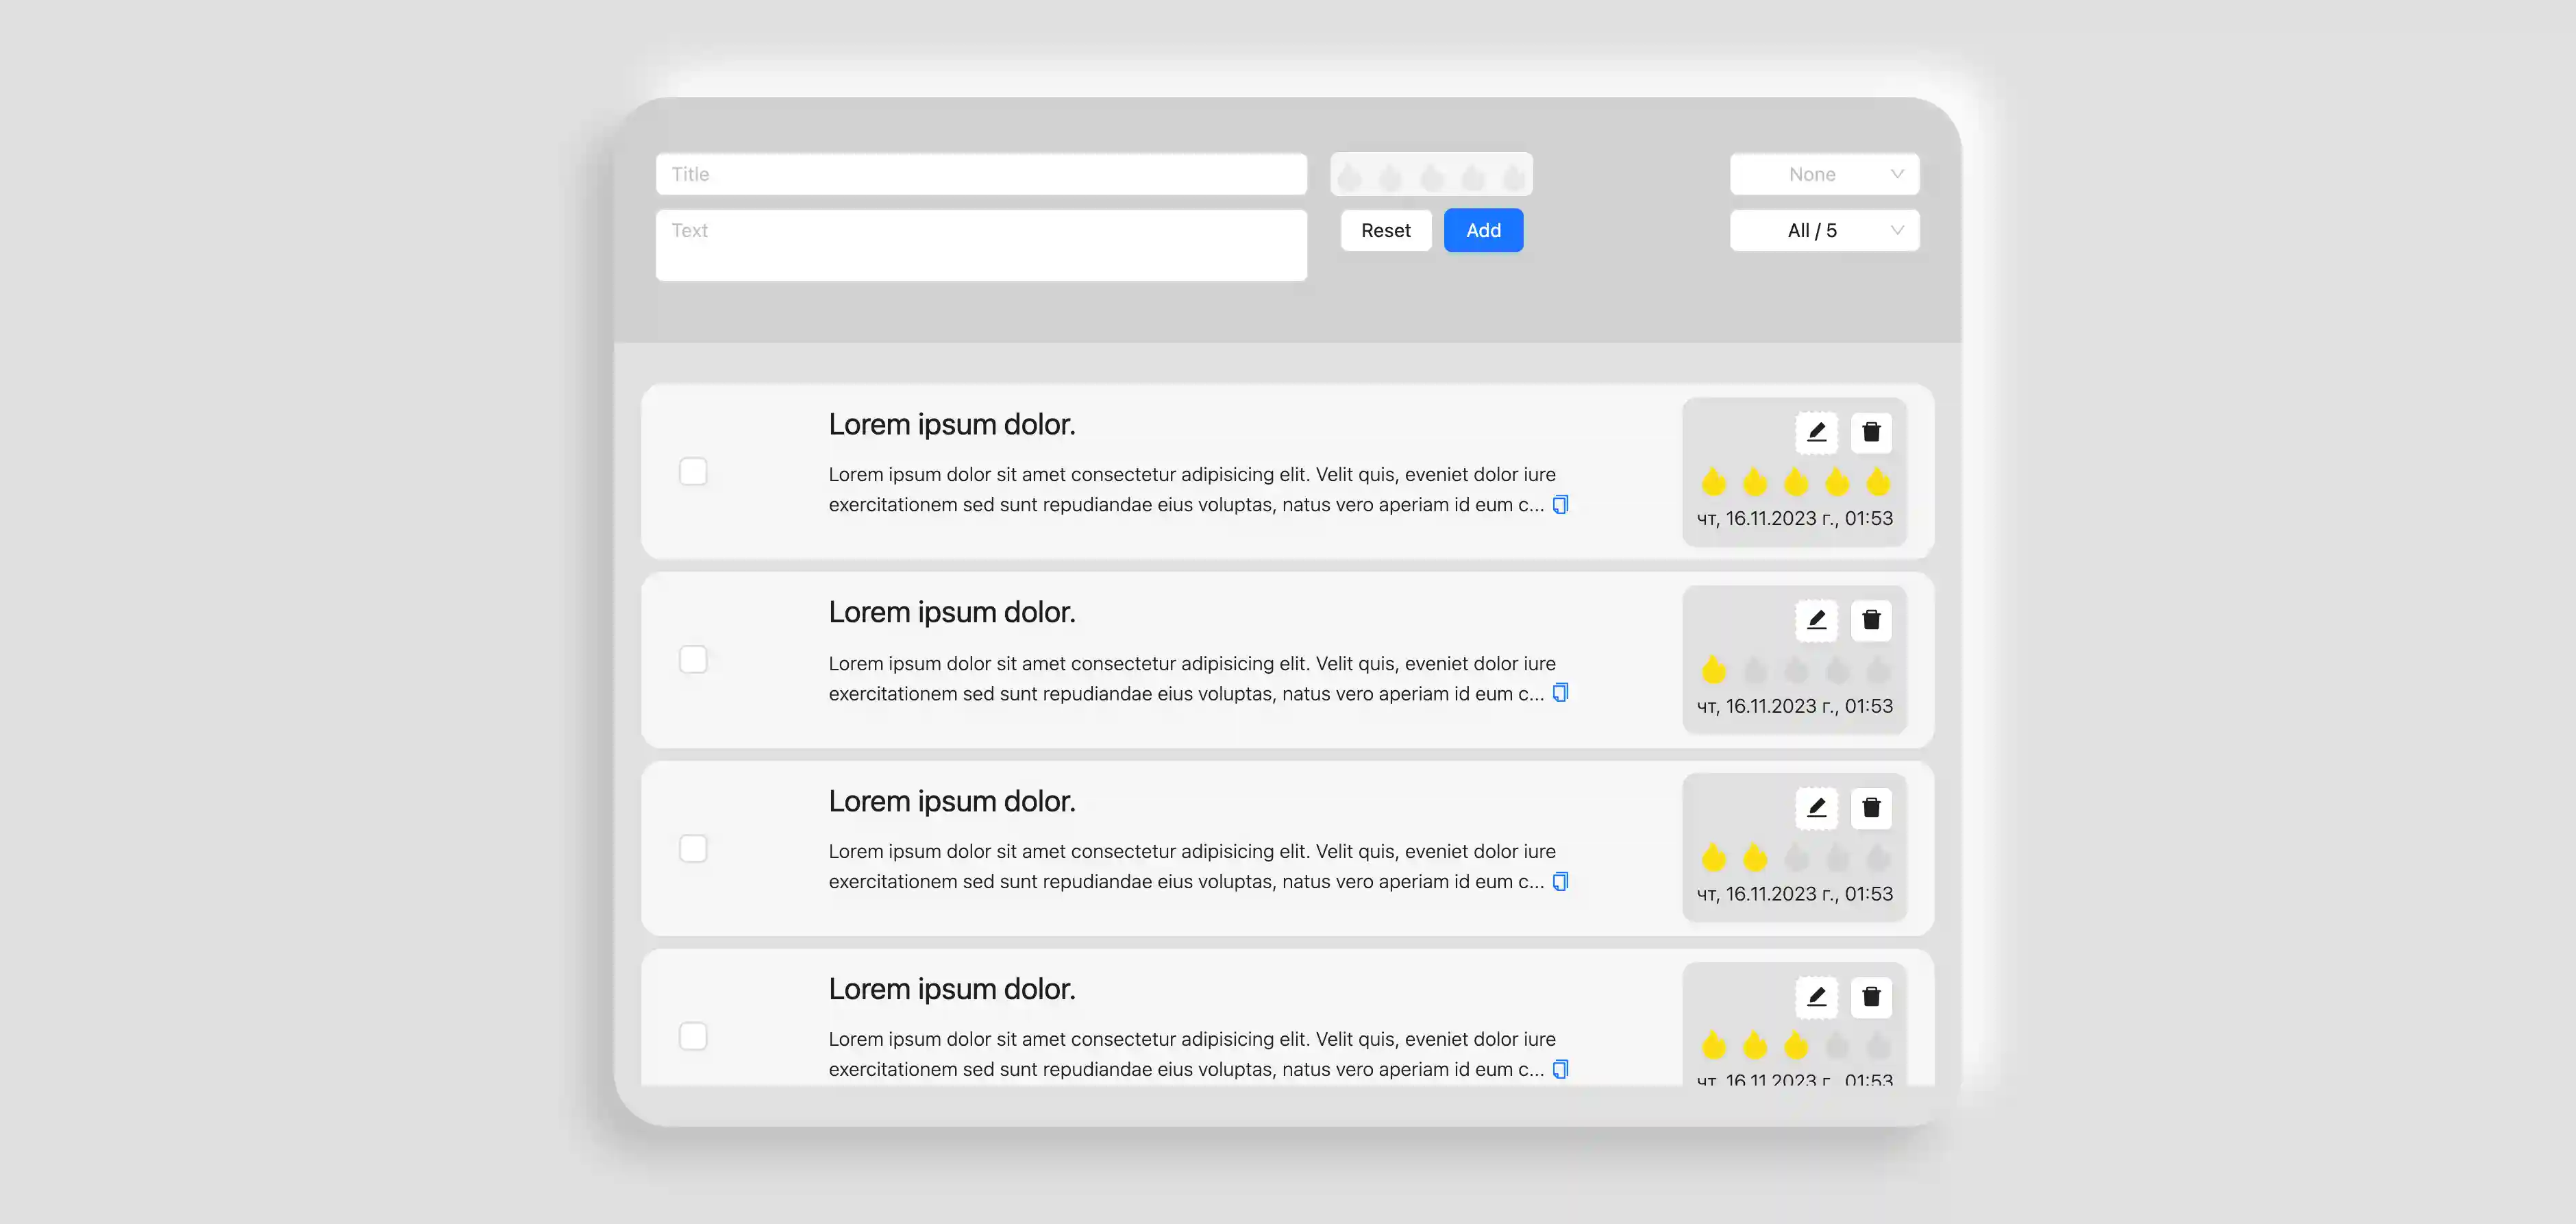 Title
None
Text
Reset
Add
All / 5
Lorem ipsum dolor.
Lorem ipsum dolor sit amet consectetur adipisicing elit. Velit quis, eveniet dolor iure
exercitationem sed sunt repudiandae eius voluptas, natus vero aperiam id eum c...
чт, 16.11.2023 г., 01:53
Lorem ipsum dolor.
Lorem ipsum dolor sit amet consectetur adipisicing elit. Velit quis, eveniet dolor iure
exercitationem sed sunt repudiandae eius voluptas, natus vero aperiam id eum c...
чт, 16.11.2023 г., 01:53
Lorem ipsum dolor.
Lorem ipsum dolor sit amet consectetur adipisicing elit. Velit quis, eveniet dolor iure
exercitationem sed sunt repudiandae eius voluptas, natus vero aperiam id eum c...
чт, 16.11.2023 г., 01:53
Lorem ipsum dolor.
Lorem ipsum dolor sit amet consectetur adipisicing elit. Velit quis, eveniet dolor iure
exercitationem sed sunt repudiandae eius voluptas, natus vero aperiam id eum c...
чт, 16.11.2023 г., 01:53